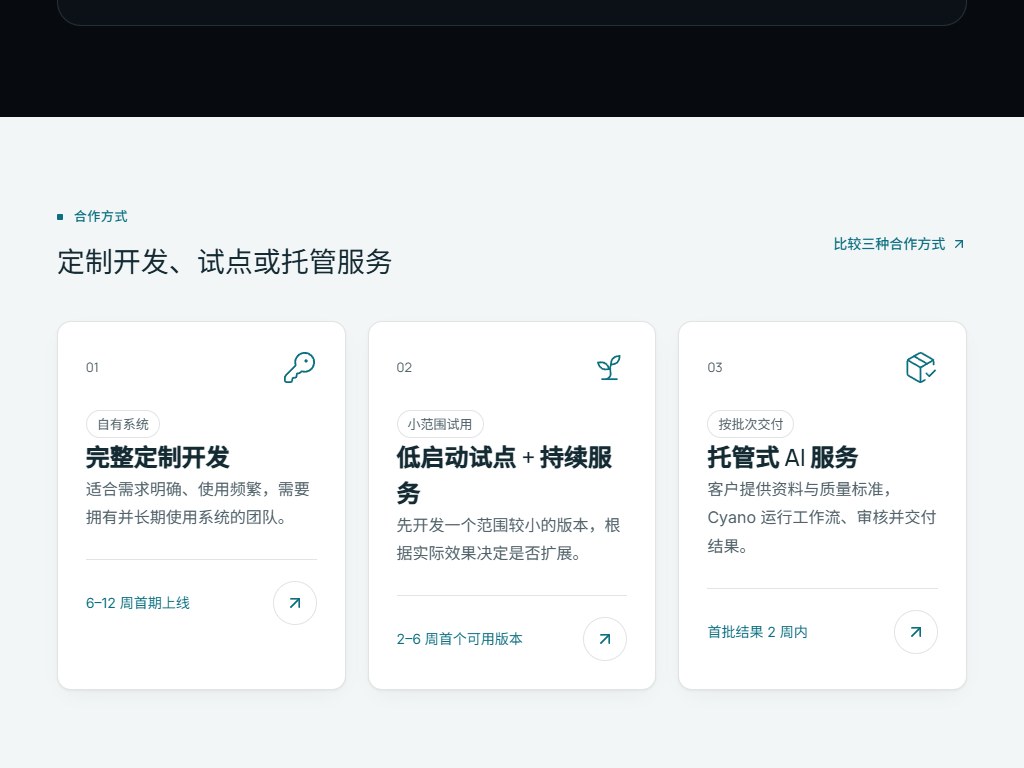 合作方式
定制开发、试点或托管服务
比较三种合作方式
01
自有系统
完整定制开发
适合需求明确、使用频繁，需要
拥有并长期使用系统的团队。
6–12 周首期上线
02
小范围试用
低启动试点 + 持续服
务
先开发一个范围较小的版本，根
据实际效果决定是否扩展。
2–6 周首个可用版本
03
按批次交付
托管式 AI 服务
客户提供资料与质量标准，
Cyano 运行工作流、审核并交付
结果。
首批结果 2 周内